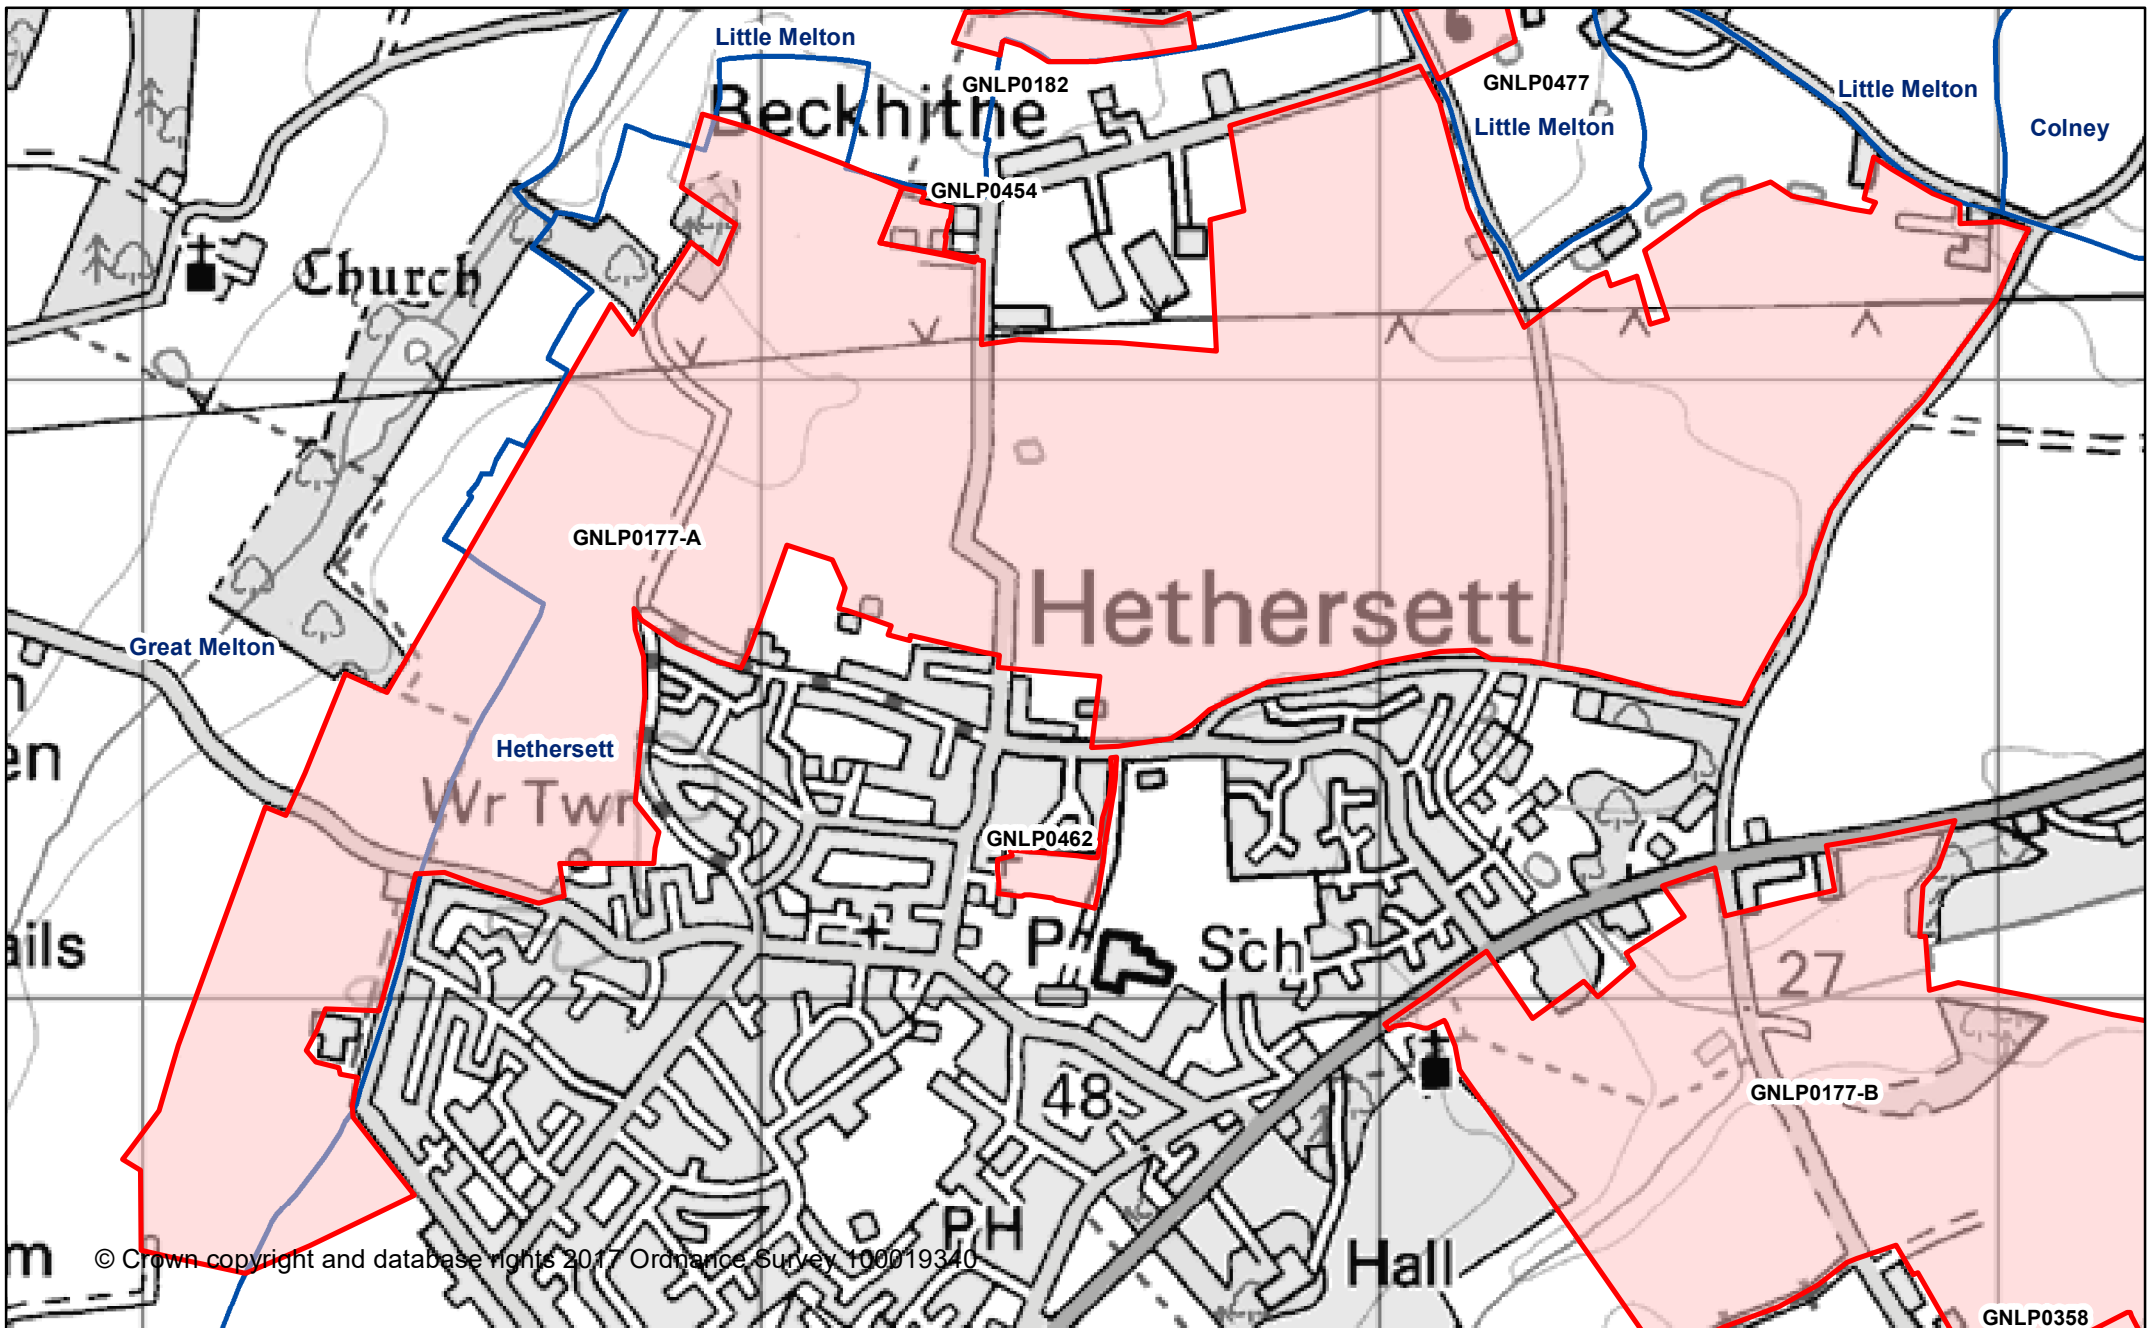 Little Melton
GNLP0182
GNLP0477
Little Melton
Beckhithe
Little Melton
Colney
GNLP0454
Church
GNLP0177-A
Hethersett
Great Melton
Hethersett
Wr Twr
GNLP0462
P
Sch
27
48
GNLP0177-B
PH
Hall
© Crown copyright and database rights 2017 Ordnance Survey 100019340
GNLP0358